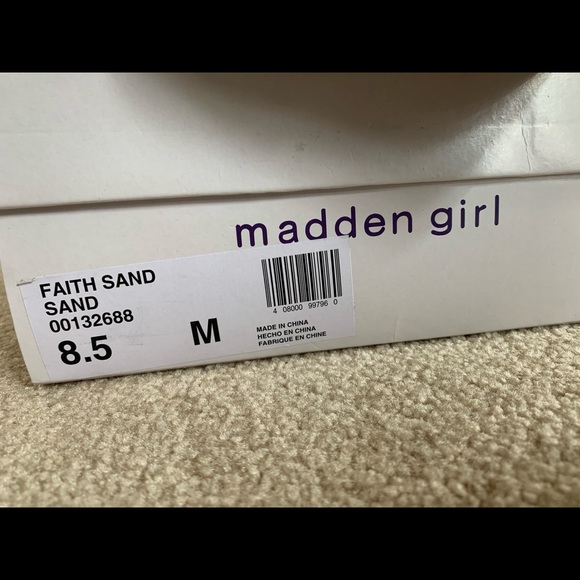 madden girl
FAITH SAND
SAND
00132688
8.5 M
4 08000 99796 0
MADE IN CHINA
HECHO EN CHINA
FABRIQUE EN CHINE